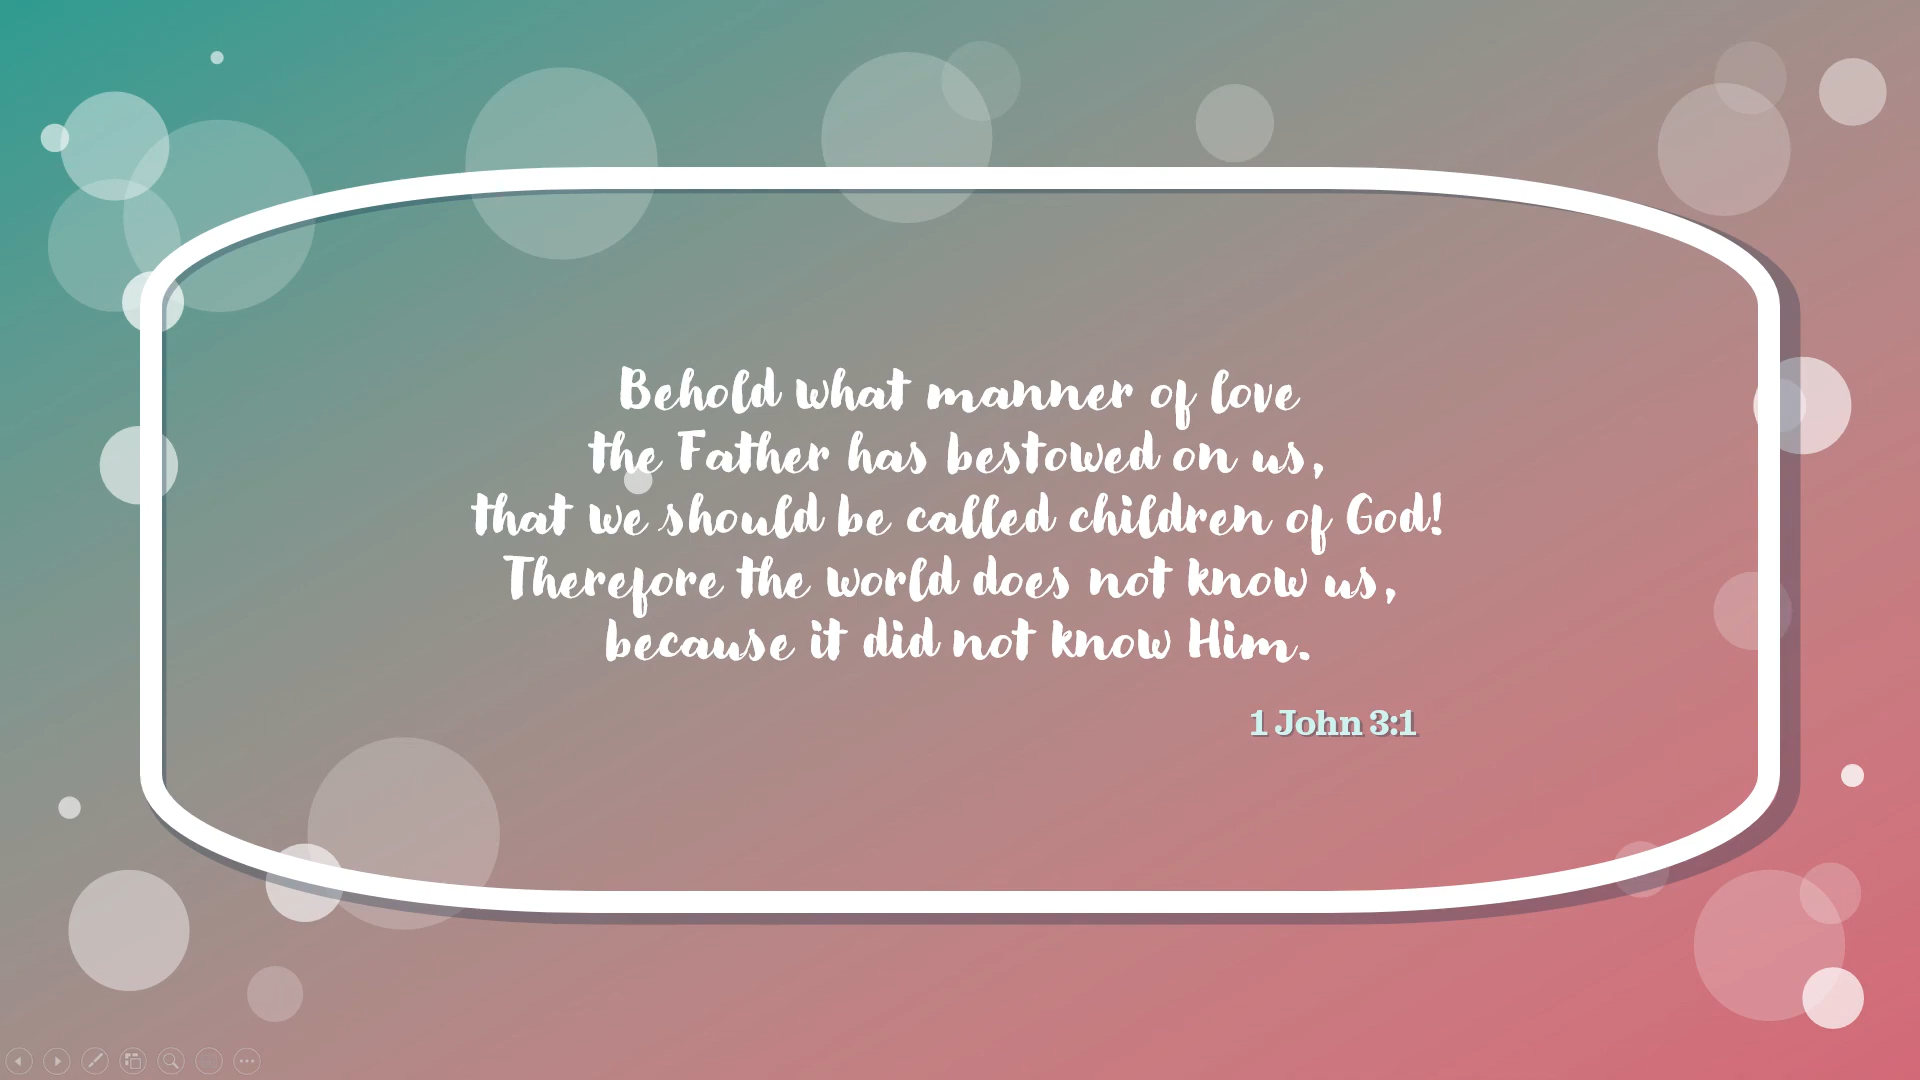 Behold what manner of love
the Father has bestowed on us,
that we should be called children of God!
Therefore the world does not know us,
because it did not know Him.
1 John 3:1